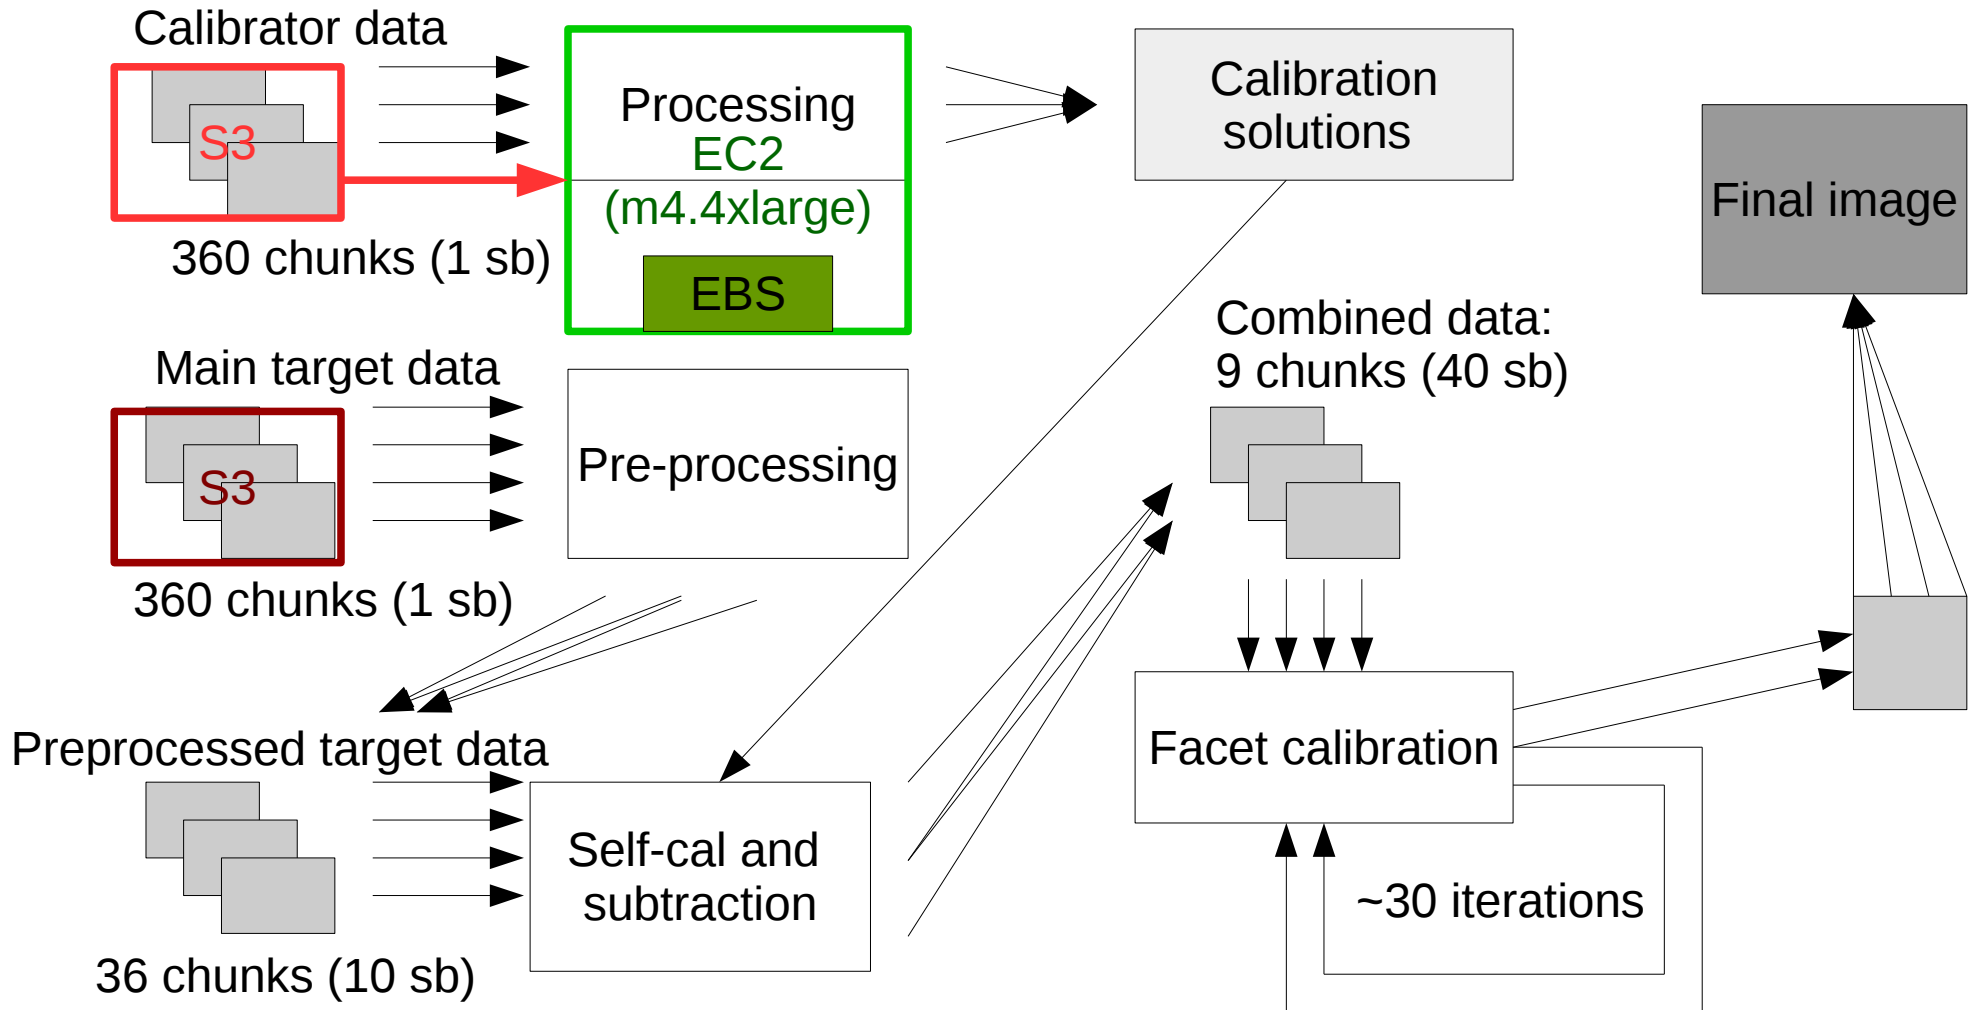 Calibrator data
S3
360 chunks (1 sb)
Processing
EC2
(m4.4xlarge)
EBS
Calibration
solutions
Final image
Main target data
S3
360 chunks (1 sb)
Pre-processing
Combined data:
9 chunks (40 sb)
Preprocessed target data
36 chunks (10 sb)
Self-cal and
subtraction
Facet calibration
~30 iterations